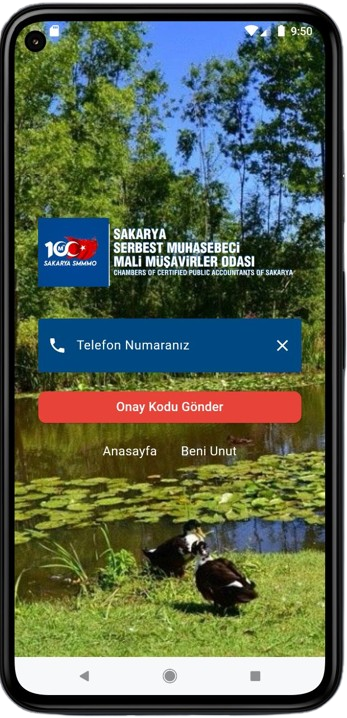 9:50
100
SAKARYA SMMMO
SAKARYA
SERBEST MUHASEBECİ
MALİ MÜŞAVİRLER ODASI
CHAMBERS OF CERTIFIED PUBLIC ACCOUNTANTS OF SAKARYA
Telefon Numaranız
Onay Kodu Gönder
Anasayfa Beni Unut